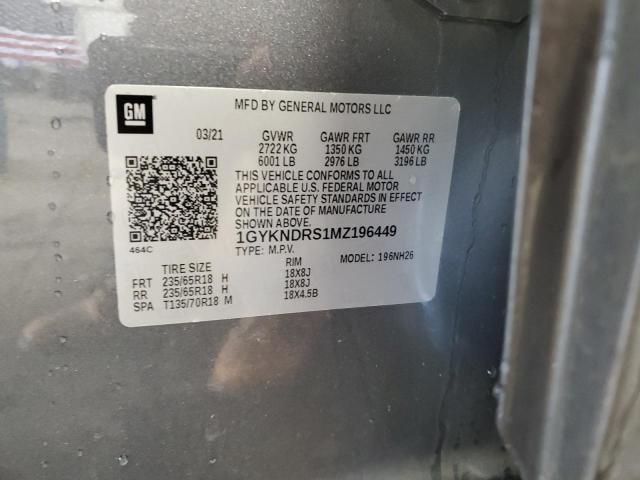 GM
MFD BY GENERAL MOTORS LLC
03/21 GVWR GAWR FRT GAWR RR
2722 KG 1350 KG 1450 KG
6001 LB 2976 LB 3196 LB
THIS VEHICLE CONFORMS TO ALL
APPLICABLE U.S. FEDERAL MOTOR
VEHICLE SAFETY STANDARDS IN EFFECT
ON THE DATE OF MANUFACTURE
SHOWN ABOVE.
1GYKNDRS1MZ196449
464C
TYPE: M.P.V. MODEL: 196NH26
TIRE SIZE RIM
FRT 235/65R18 H 18X8J
RR 235/65R18 H 18X8J
SPA T135/70R18 M 18X4.5B